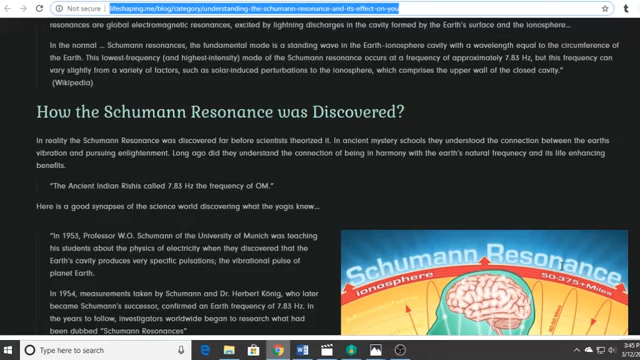 Not secure | lifeshaping.me/blog/category/understanding-the-schumann-resonance-and-its-effect-on-you
resonances are global electromagnetic resonances, excited by lightning discharges in the cavity formed by the Earth's surface and the ionosphere...
In the normal ... Schumann resonances, the fundamental mode is a standing wave in the Earth-ionosphere cavity with a wavelength equal to the circumference of
the Earth. This lowest-frequency (and highest-intensity) mode of the Schumann resonance occurs at a frequency of approximately 7.83 Hz, but this frequency can
vary slightly from a variety of factors, such as solar-induced perturbations to the ionosphere, which comprises the upper wall of the closed cavity."
(Wikipedia)
How the Schumann Resonance was Discovered?
In reality the Schumann Resonance was discovered far before scientists theorized it. In ancient mystery schools they understood the connection between the earths
vibration and pursuing enlightenment. Long ago did they understand the connection of being in harmony with the earth's natural frequnecy and its life enhancing
benefits.
"The Ancient Indian Rishis called 7.83 Hz the frequency of OM."
Here is a good synapses of the science world discovering what the yogis knew...
"In 1953, Professor W.O. Schumann of the University of Munich was teaching
his students about the physics of electricity when they discovered that the
Earth's cavity produces very specific pulsations; the vibrational pulse of
planet Earth.
In 1954, measurements taken by Schumann and Dr. Herbert König, who later
became Schumann's successor, confirmed an Earth frequency of 7.83 Hz. In
the years to follow, investigators worldwide began to research what had
been dubbed "Schumann Resonances"
Schumann Resonance
ionosphere
50-375+Miles
Type here to search
3:45 PM